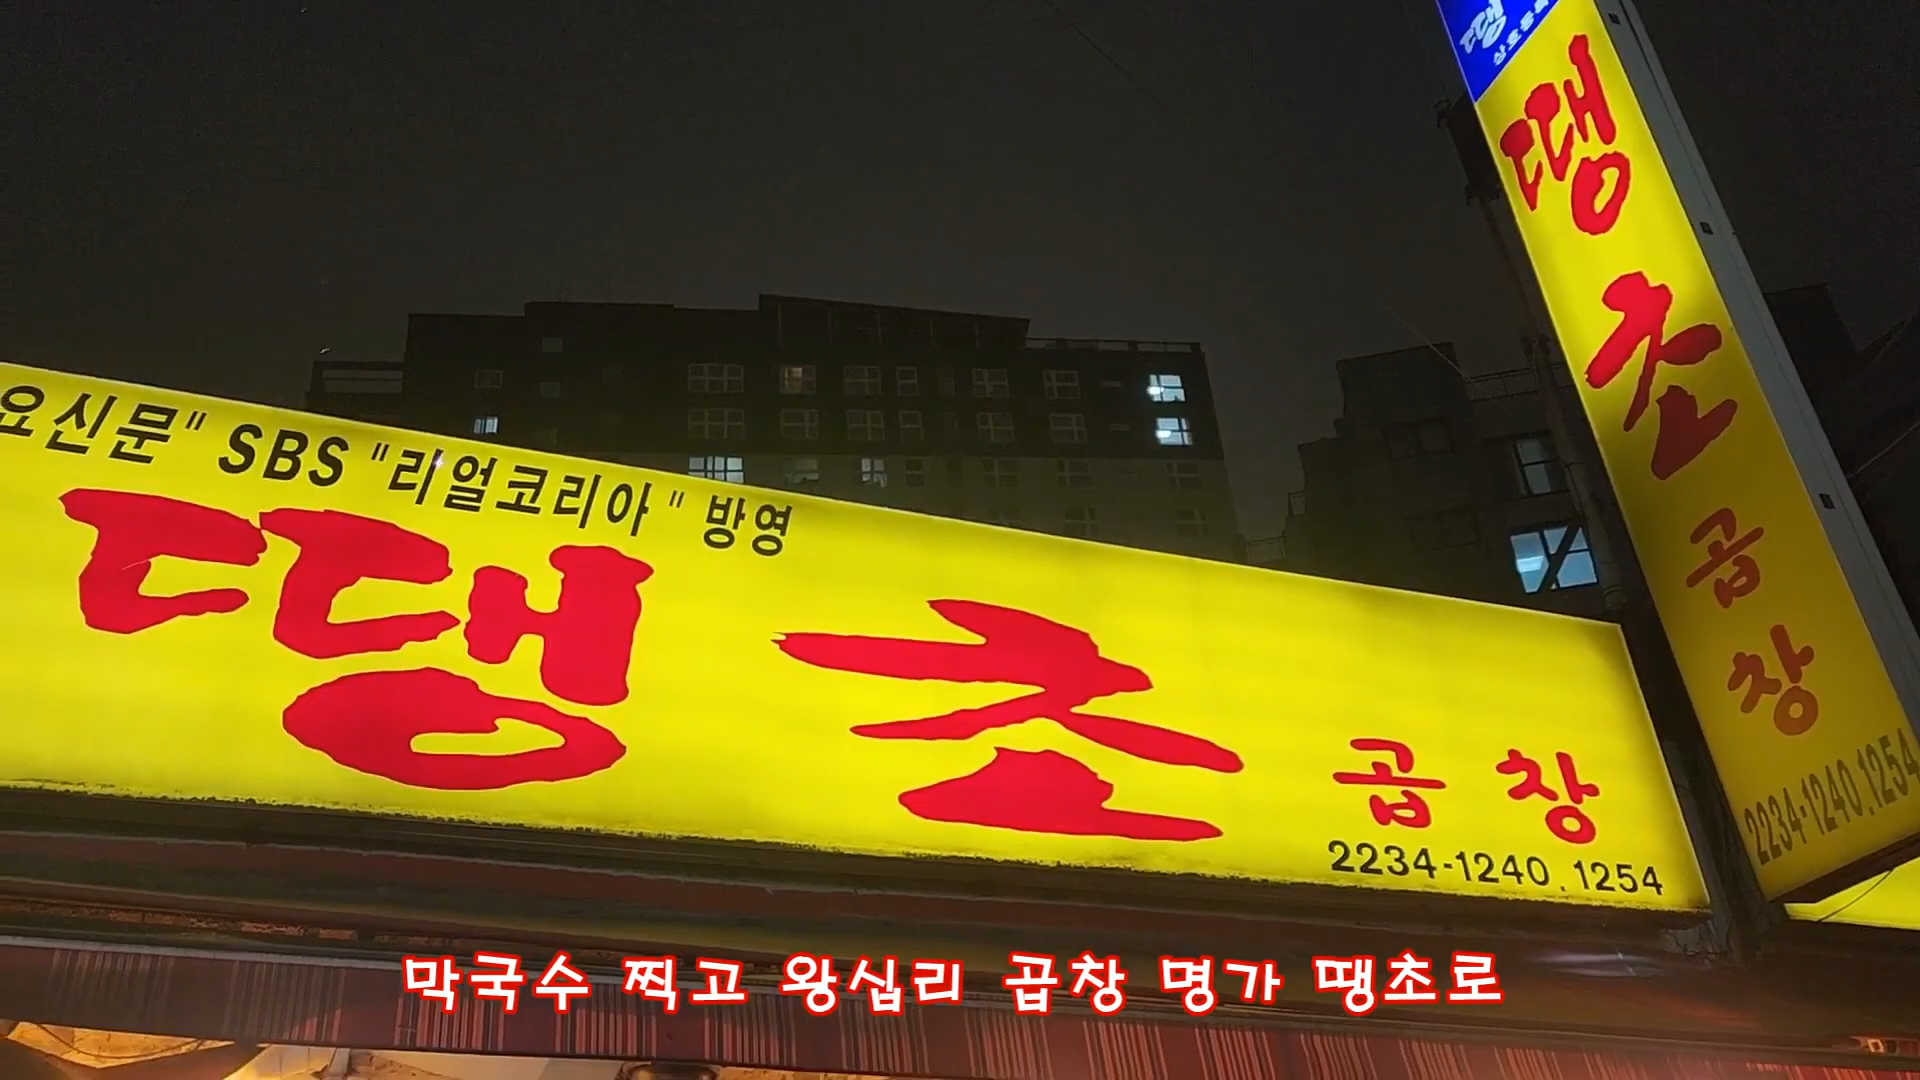 요신문" SBS "리얼코리아" 방영
땡초 곱창
2234-1240, 1254
땡
땡초 곱창
2234-1240, 1254
막국수 찍고 왕십리 곱창 명가 땡초로